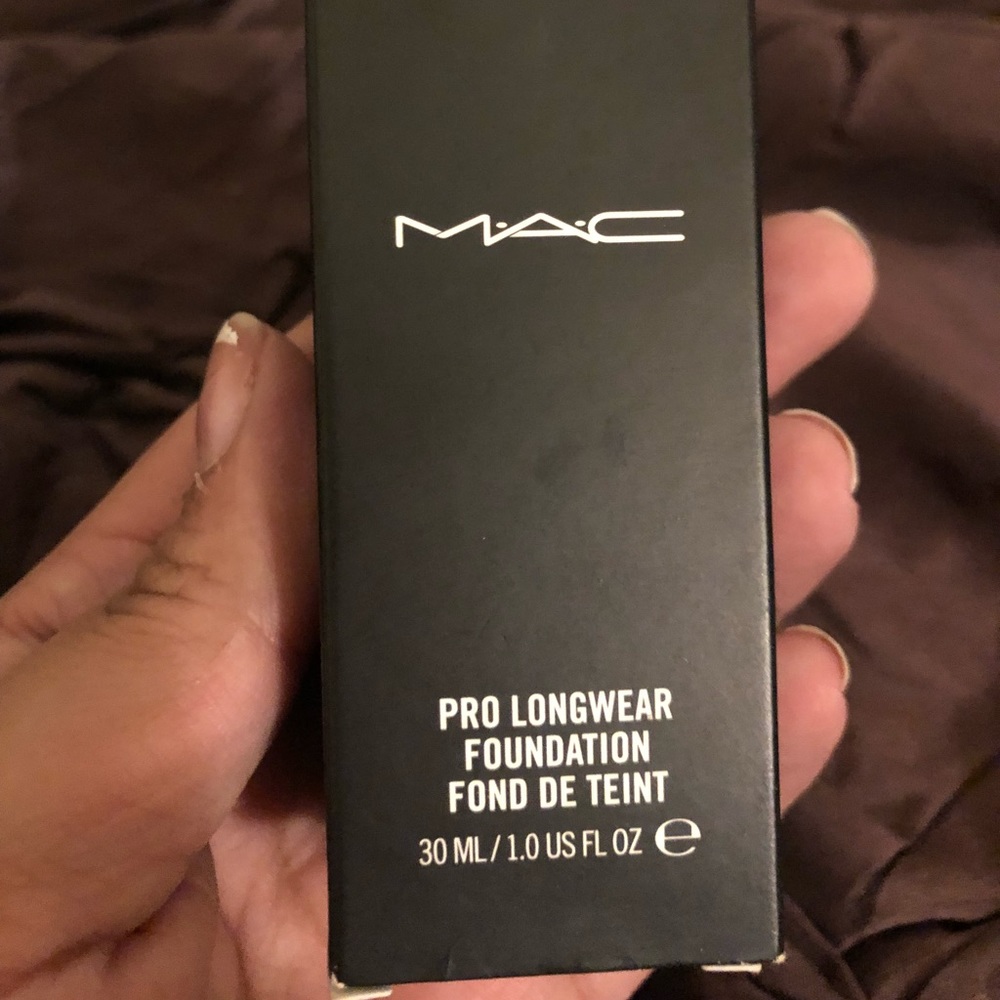 M·A·C
PRO LONGWEAR
FOUNDATION
FOND DE TEINT
30 ML / 1.0 US FL OZ ℮